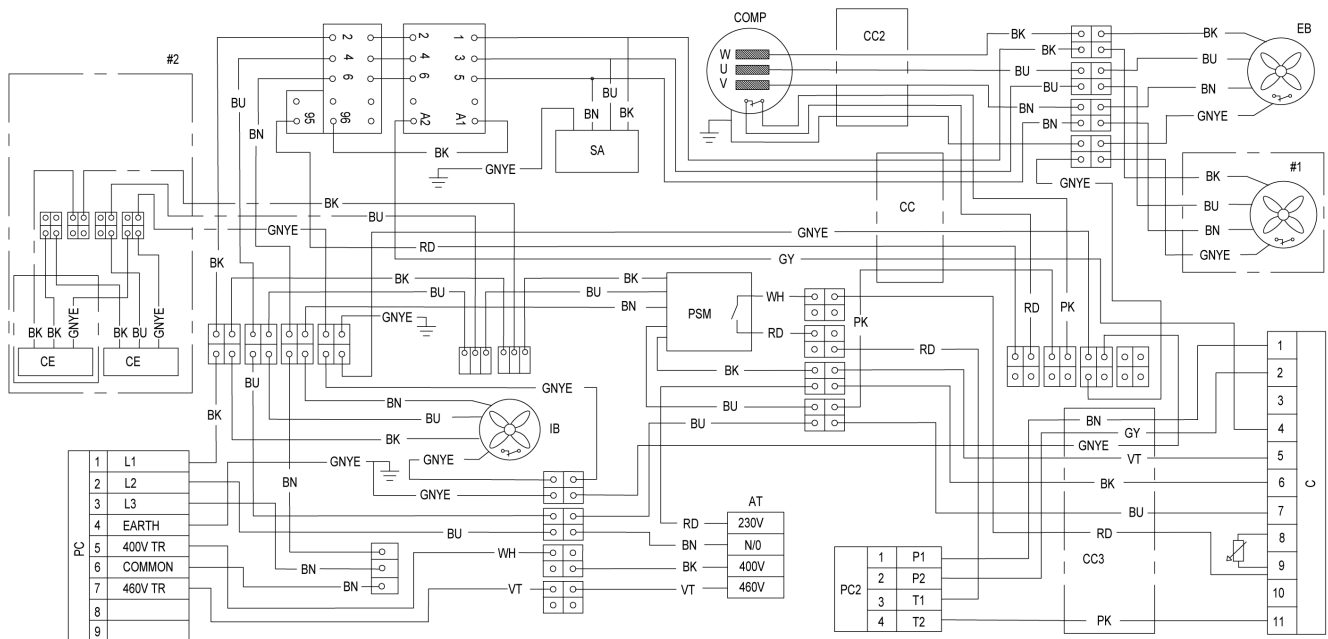 COMP
CC2
EB
BK
BK
BK
W
U
V
BU
BU
BU
BN
BN
BN
GNYE
#1
BK
BU
BN
GNYE
GNYE
#2
2
4
6
95
96
2
4
6
A2
1
3
5
A1
BU
BN
BK
BN
BU
BK
SA
GNYE
CC
BK
BU
GNYE
RD
GNYE
GY
BK
BK
BU
BN
GNYE
BK
BU
BN
PSM
WH
RD
PK
RD
PK
RD
BK
BU
BU
BK
BK
GNYE
BK
BU
GNYE
CE
CE
BU
BK
BN
BN
BU
BK
GNYE
GNYE
IB
GNYE
GNYE
BU
BN
BN
WH
VT
PC
1 L1
2 L2
3 L3
4 EARTH
5 400V TR
6 COMMON
7 460V TR
8
9
AT
RD 230V
BN N/0
BK 400V
VT 460V
BN
GY
GNYE
VT
BK
BU
RD
CC3
PK
PC2
1 P1
2 P2
3 T1
4 T2
C
1
2
3
4
5
6
7
8
9
10
11